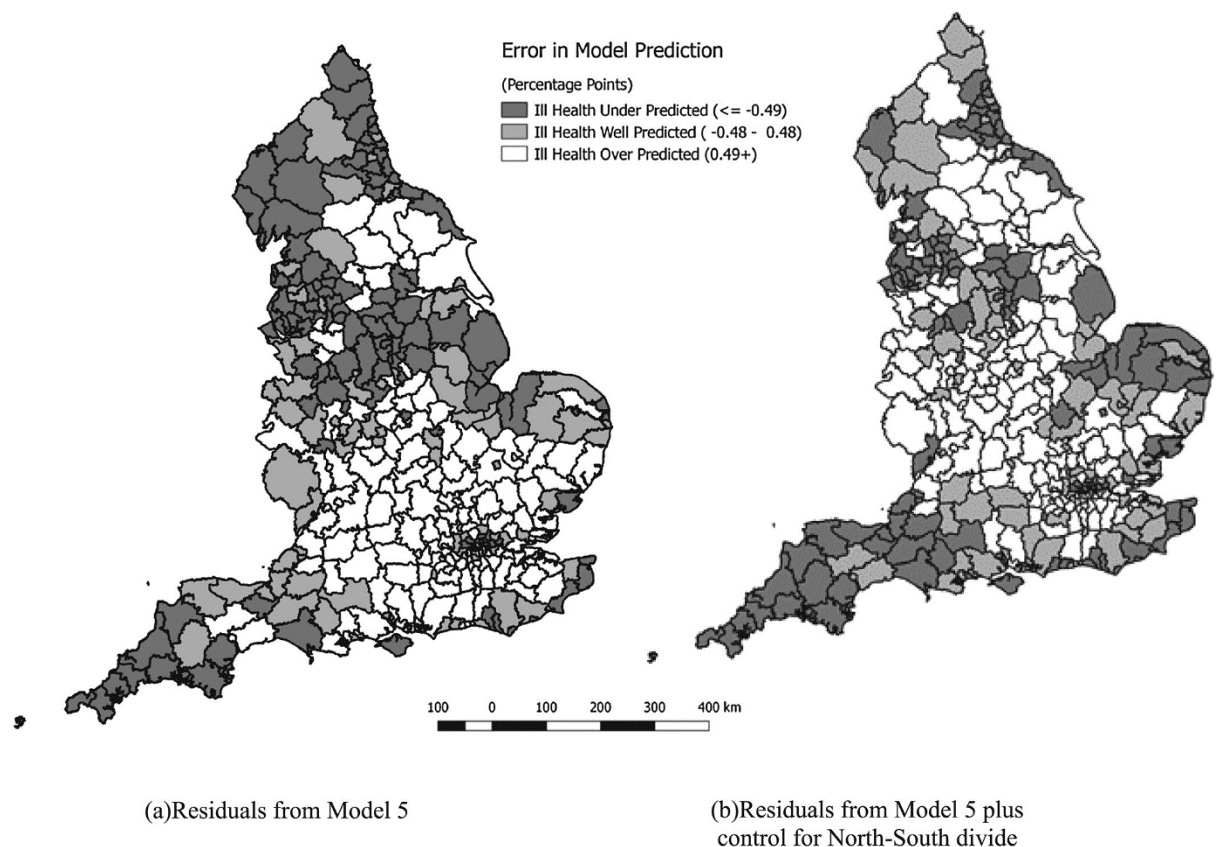 Error in Model Prediction
(Percentage Points)
Ill Health Under Predicted (<= -0.49)
Ill Health Well Predicted ( -0.48 - 0.48)
Ill Health Over Predicted (0.49+)
100 0 100 200 300 400 km
(a)Residuals from Model 5
(b)Residuals from Model 5 plus
control for North-South divide